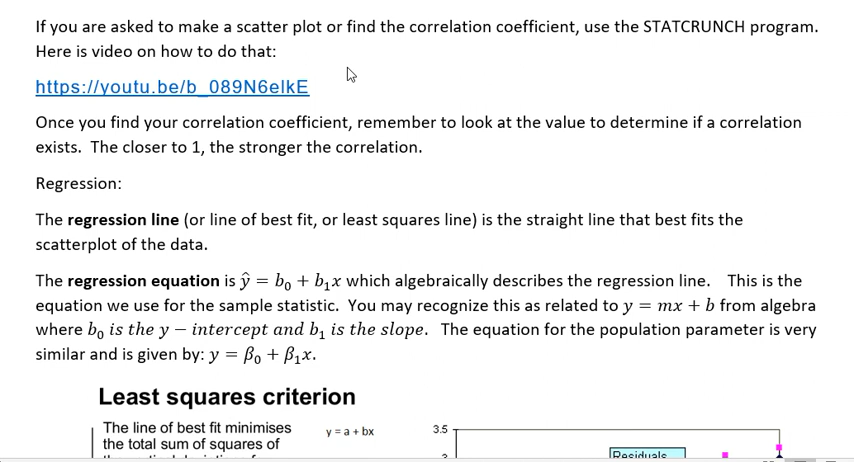 If you are asked to make a scatter plot or find the correlation coefficient, use the STATCRUNCH program.
Here is video on how to do that:
https://youtu.be/b_089N6elkE
Once you find your correlation coefficient, remember to look at the value to determine if a correlation
exists.  The closer to 1, the stronger the correlation.
Regression:
The regression line (or line of best fit, or least squares line) is the straight line that best fits the
scatterplot of the data.
The regression equation is ŷ = b₀ + b₁x which algebraically describes the regression line.   This is the
equation we use for the sample statistic.  You may recognize this as related to y = mx + b from algebra
where b₀ is the y − intercept and b₁ is the slope.  The equation for the population parameter is very
similar and is given by: y = β₀ + β₁x.
Least squares criterion
The line of best fit minimises
the total sum of squares of
y = a + bx
3.5
Residuals